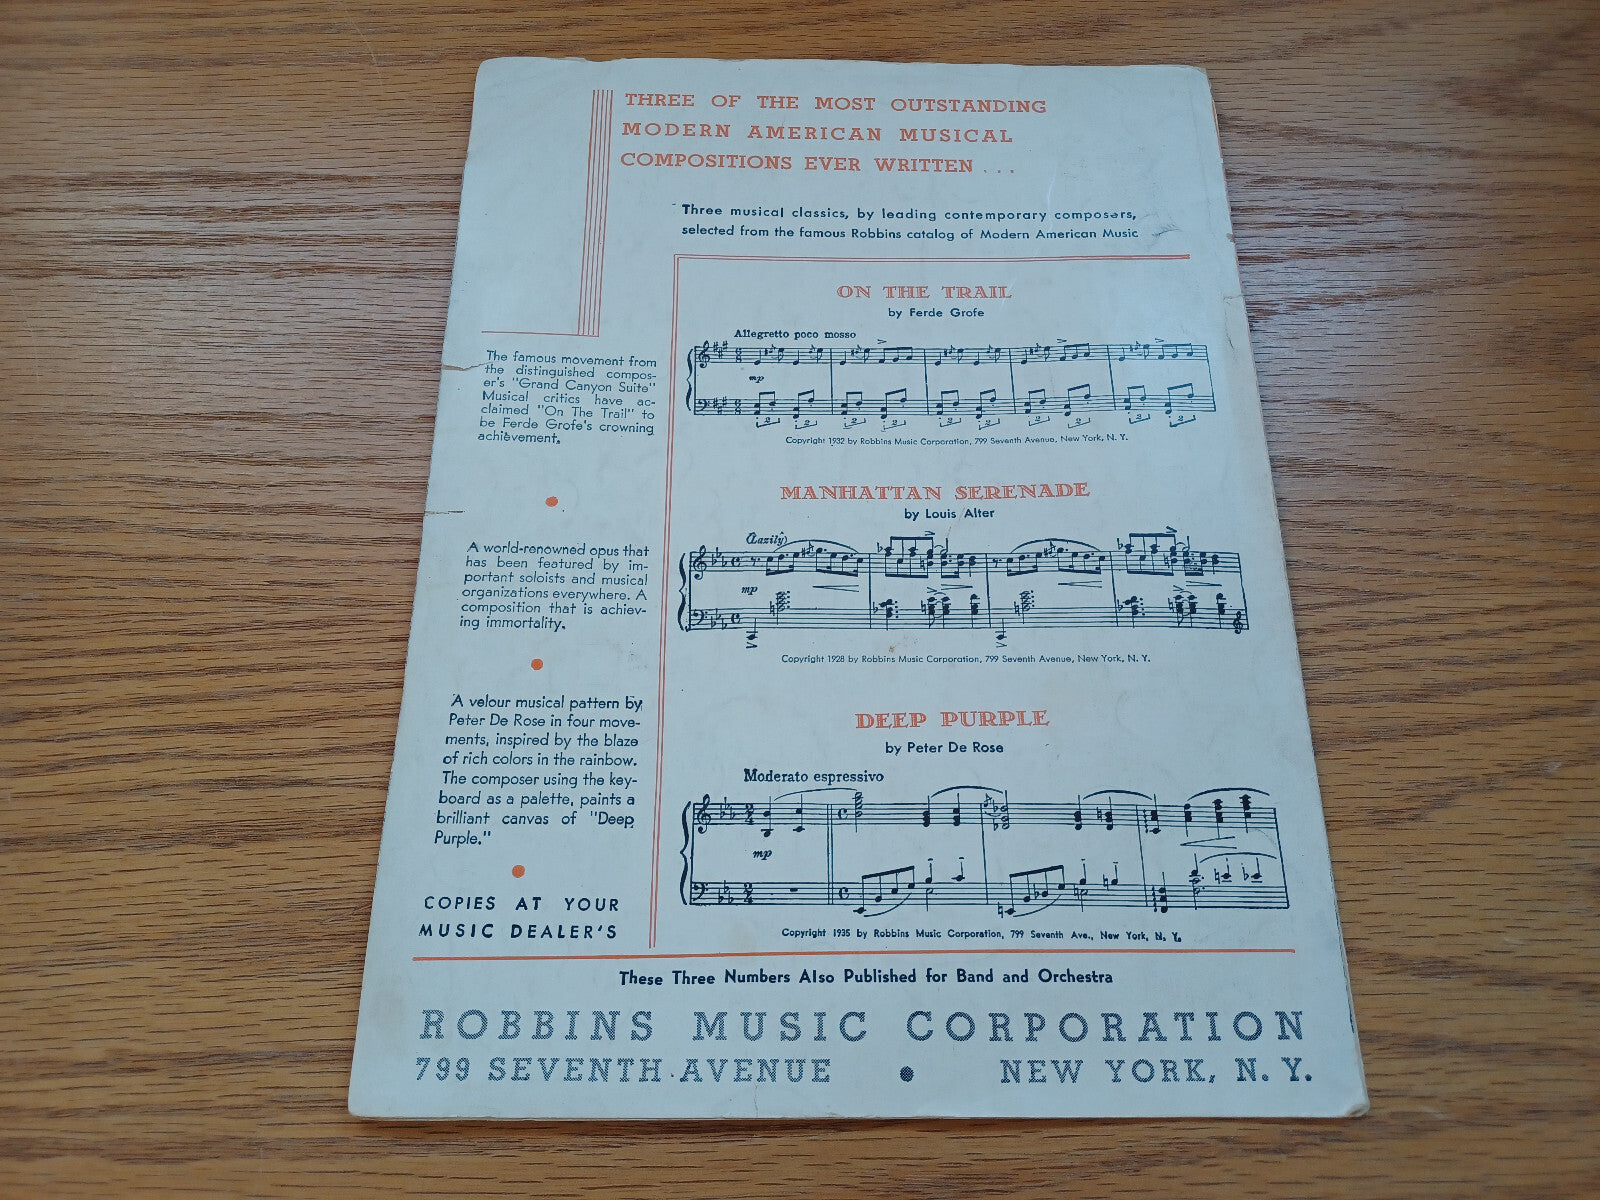 THREE OF THE MOST OUTSTANDING
MODERN AMERICAN MUSICAL
COMPOSITIONS EVER WRITTEN . . .
Three musical classics, by leading contemporary composers,
selected from the famous Robbins catalog of Modern American Music
The famous movement from
the distinguished compos-
er's "Grand Canyon Suite"
Musical critics have ac-
claimed "On The Trail" to
be Ferde Grofe's crowning
achievement.
A world-renowned opus that
has been featured by im-
portant soloists and musical
organizations everywhere. A
composition that is achiev-
ing immortality.
A velour musical pattern by
Peter De Rose in four move-
ments, inspired by the blaze
of rich colors in the rainbow.
The composer using the key-
board as a palette, paints a
brilliant canvas of "Deep
Purple."
COPIES AT YOUR
MUSIC DEALER'S
ON THE TRAIL
by Ferde Grofe
Allegretto poco mosso
mp
Copyright 1932 by Robbins Music Corporation, 799 Seventh Avenue, New York, N. Y.
MANHATTAN SERENADE
by Louis Alter
(Lazily)
mp
Copyright 1928 by Robbins Music Corporation, 799 Seventh Avenue, New York, N. Y.
DEEP PURPLE
by Peter De Rose
Moderato espressivo
mp
Copyright 1935 by Robbins Music Corporation, 799 Seventh Ave., New York, N. Y.
These Three Numbers Also Published for Band and Orchestra
ROBBINS MUSIC CORPORATION
799 SEVENTH AVENUE • NEW YORK, N. Y.